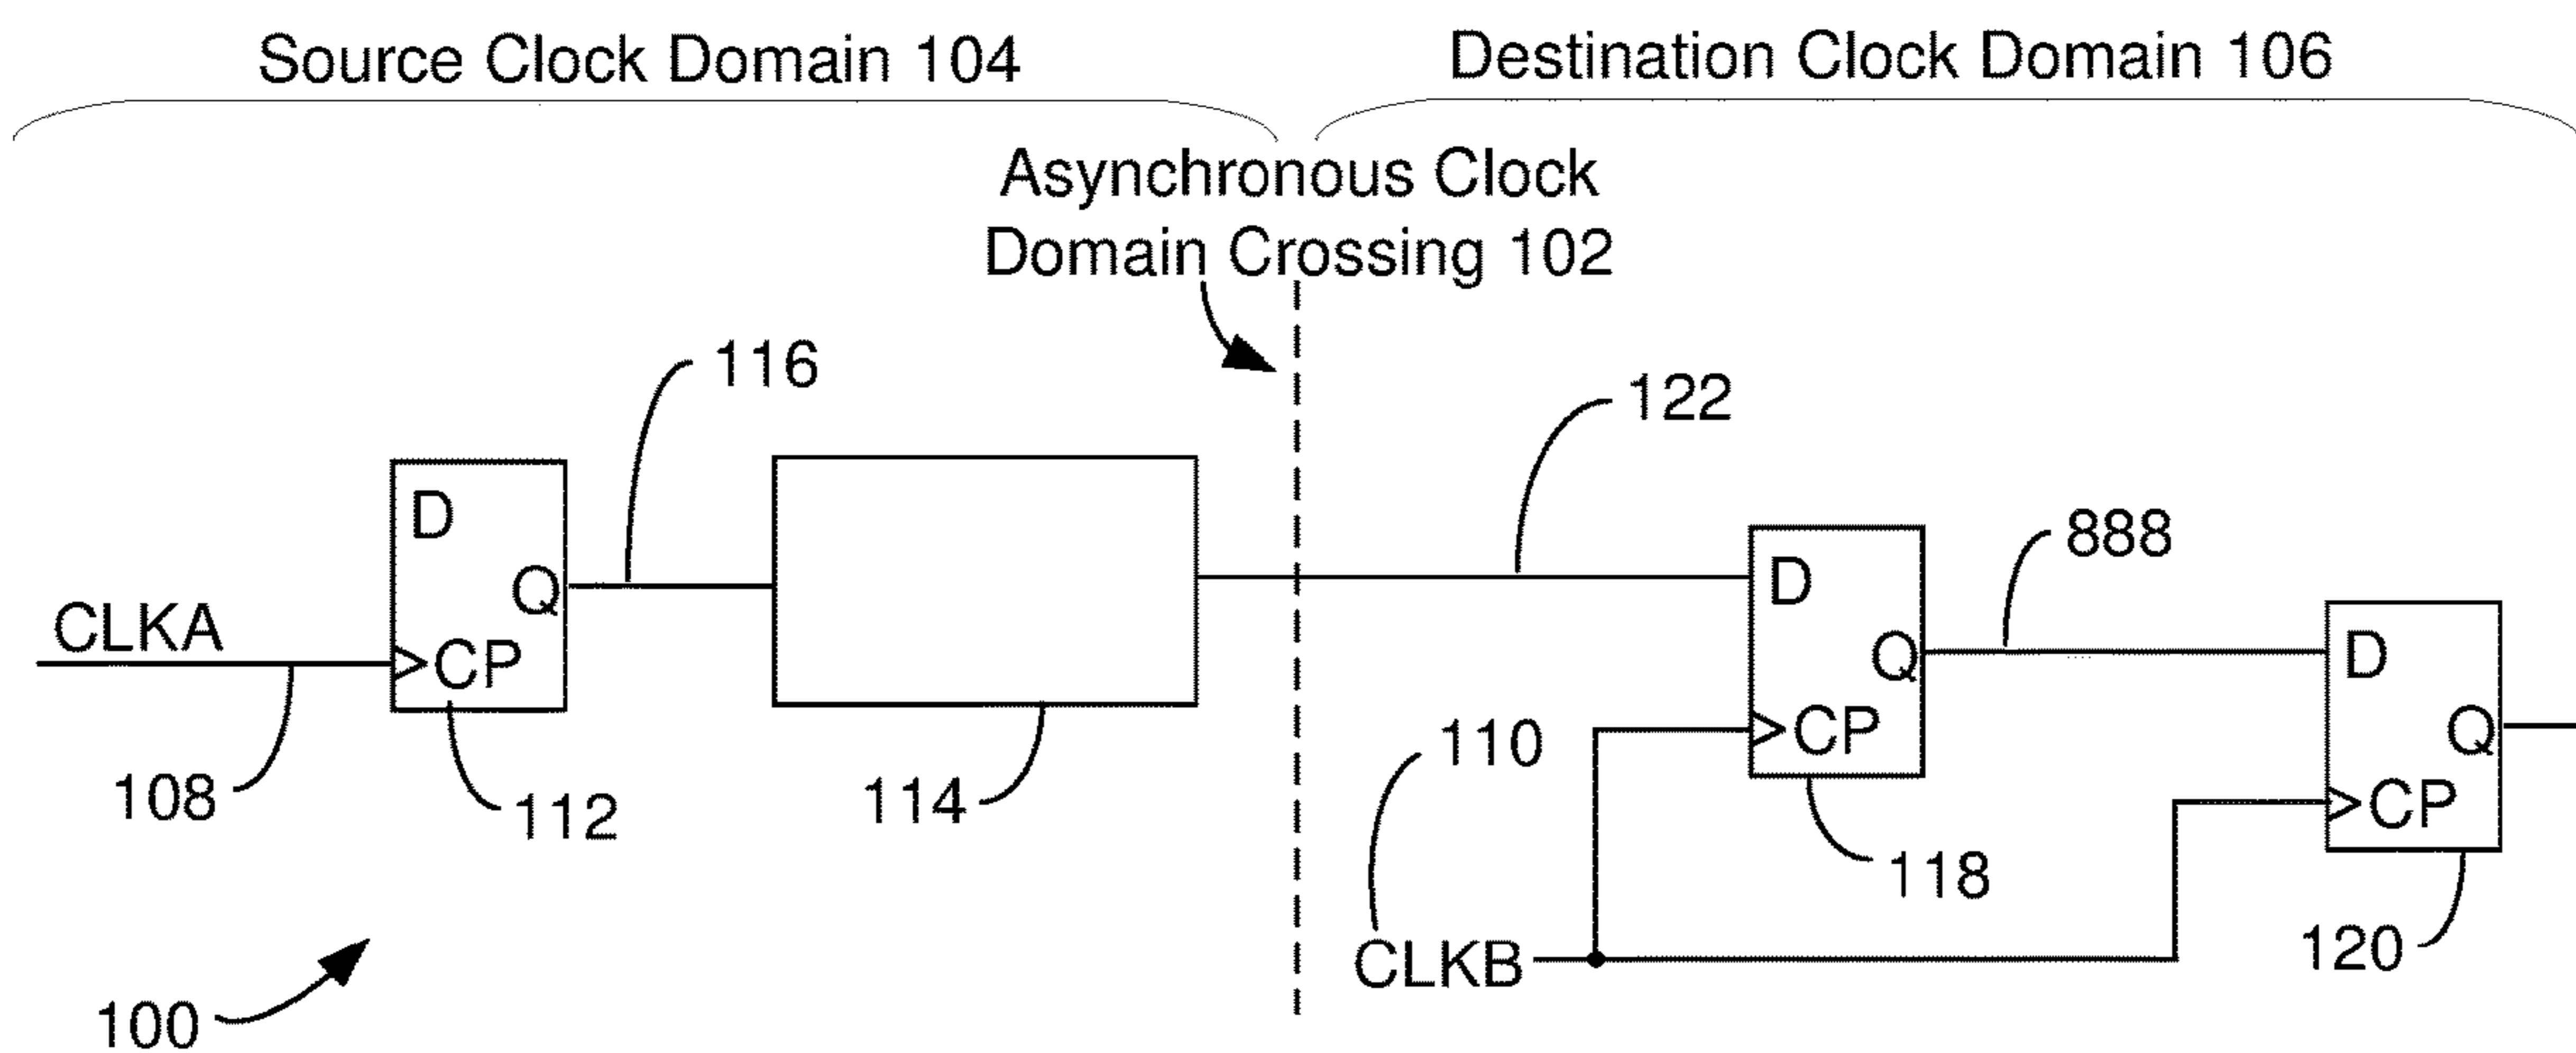 Source Clock Domain 104
Destination Clock Domain 106
Asynchronous Clock
Domain Crossing 102
116
122
888
D
Q
CLKA
CP
108
112
114
D
Q
CP
110
118
D
Q
CP
120
CLKB
100